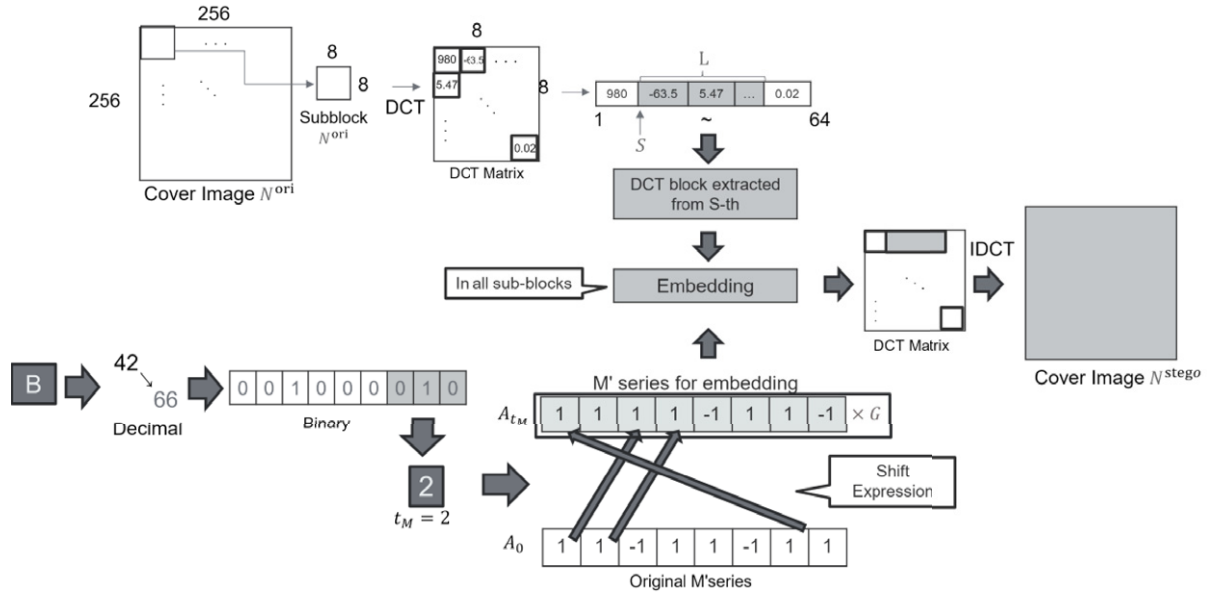 256
256
. . .
Cover Image N^ori
8
8
Subblock
N^ori
DCT
8
8
980 -63.5 . . .
5.47
0.02
DCT Matrix
L
980 -63.5 5.47 ... 0.02
1 ~ 64
S
DCT block extracted
from S-th
In all sub-blocks
Embedding
DCT Matrix
IDCT
Cover Image N^stego
B
42
66
Decimal
0 0 1 0 0 0 0 0 1 0
Binary
2
t_M = 2
M' series for embedding
A_t_M 1 1 1 1 -1 1 1 -1 × G
Shift
Expression
A_0 1 1 -1 1 1 -1 1 1
Original M'series